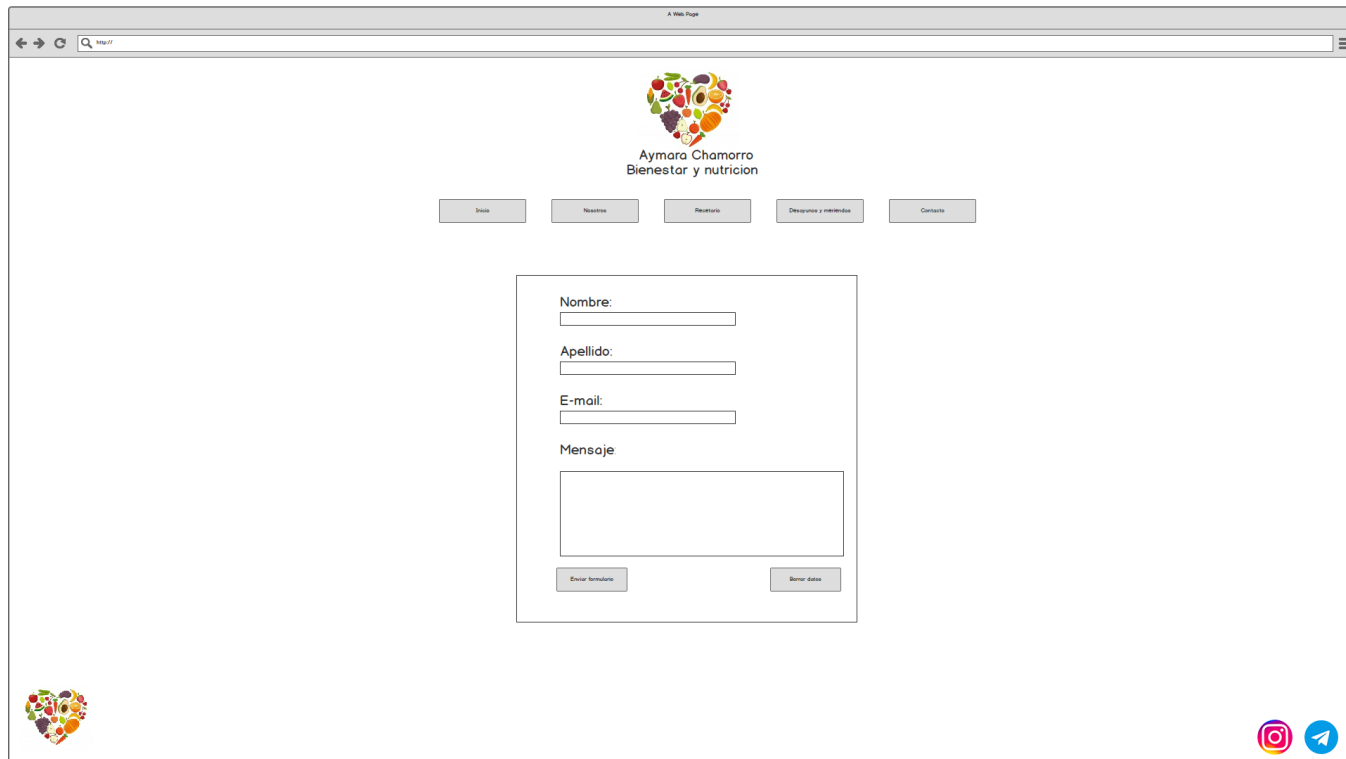 A Web Page
http://
Aymara Chamorro
Bienestar y nutricion
Inicio
Nosotros
Recetario
Desayunos y meriendas
Contacto
Nombre:
Apellido:
E-mail:
Mensaje:
Enviar formulario
Borrar datos